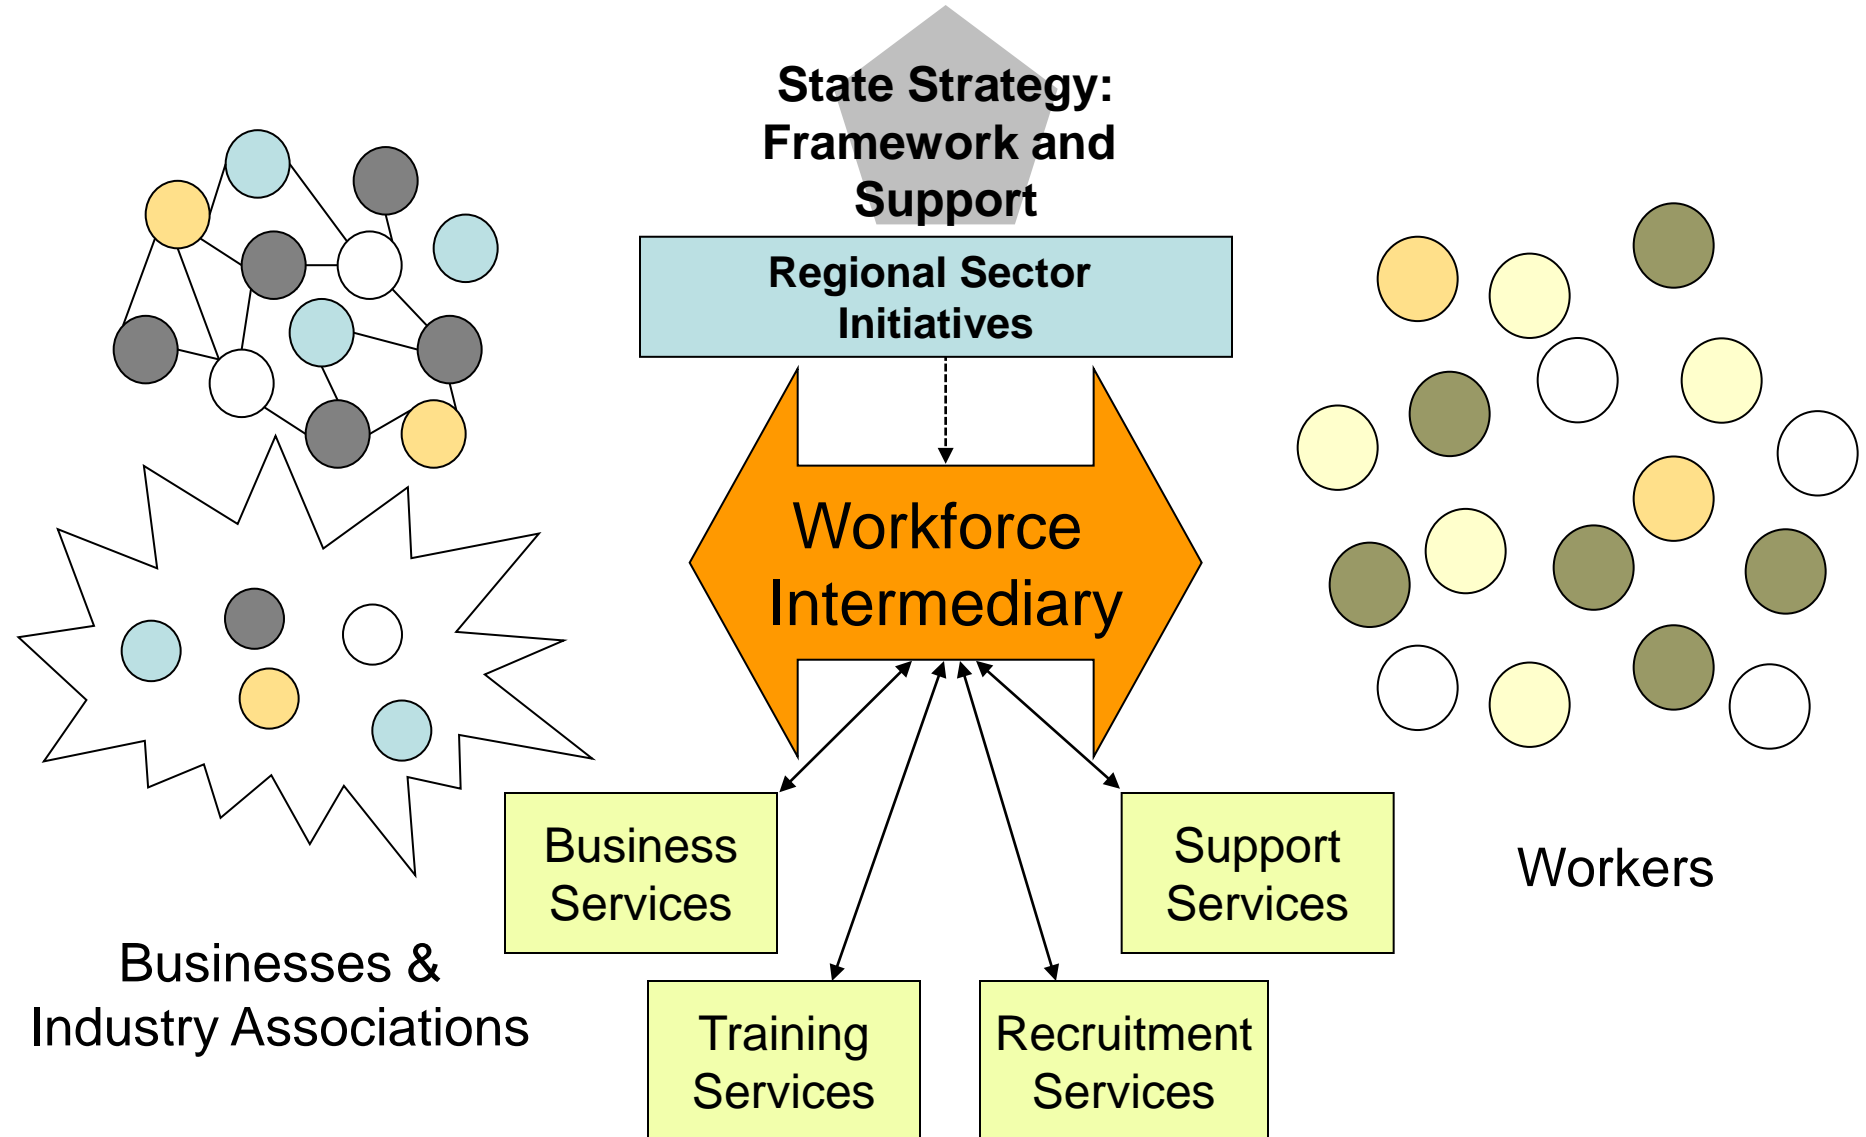 State Strategy:
Framework and
Support
Regional Sector
Initiatives
Workforce
Intermediary
Business
Services
Support
Services
Workers
Businesses &
Industry Associations
Training
Services
Recruitment
Services